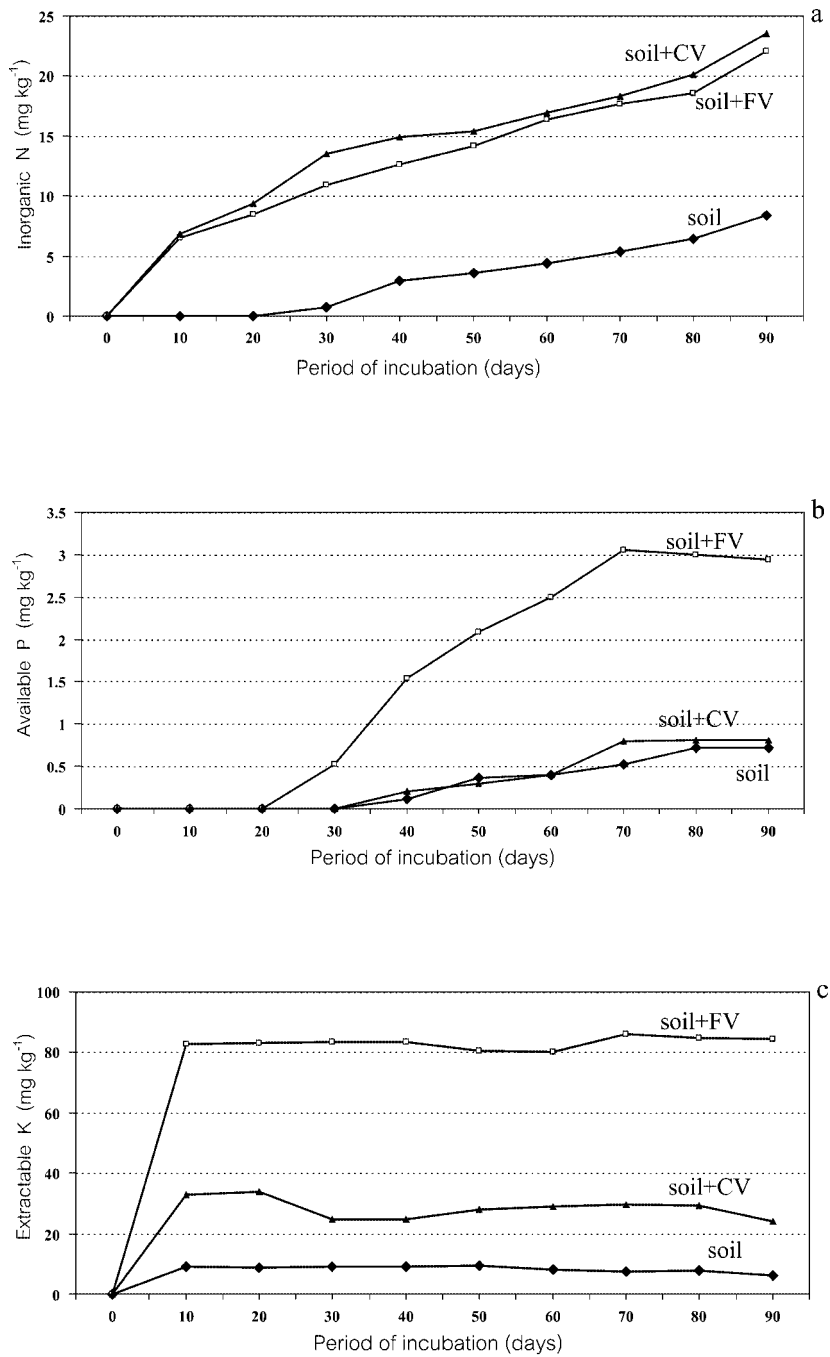 a
25
20
15
10
5
0
Inorganic N (mg kg⁻¹)
soil+CV
soil+FV
soil
0 10 20 30 40 50 60 70 80 90
Period of incubation (days)
b
3.5
3
2.5
2
1.5
1
0.5
0
Available P (mg kg⁻¹)
soil+FV
soil+CV
soil
0 10 20 30 40 50 60 70 80 90
Period of incubation (days)
c
100
80
60
40
20
0
Extractable K (mg kg⁻¹)
soil+FV
soil+CV
soil
0 10 20 30 40 50 60 70 80 90
Period of incubation (days)